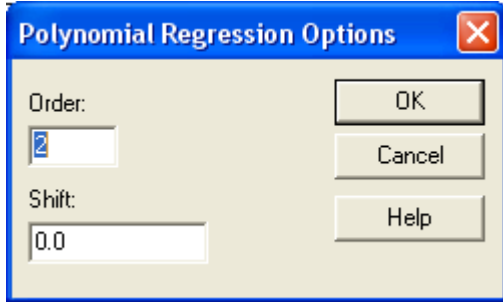 Polynomial Regression Options
Order:
2
Shift:
0.0
OK
Cancel
Help